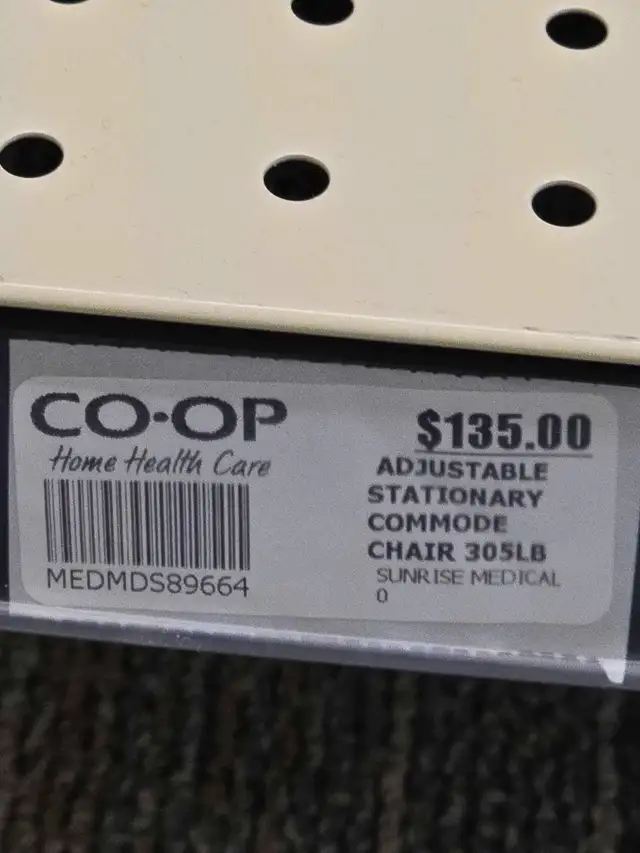 CO•OP
Home Health Care
MEDMDS89664
$135.00
ADJUSTABLE
STATIONARY
COMMODE
CHAIR 305LB
SUNRISE MEDICAL
0